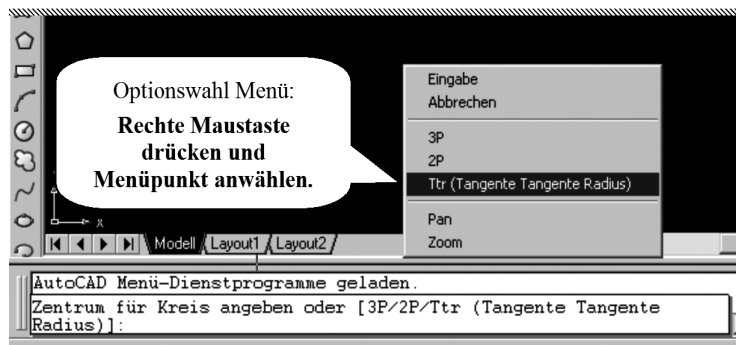 Optionswahl Menü:
Rechte Maustaste
drücken und
Menüpunkt anwählen.
Eingabe
Abbrechen
3P
2P
Ttr (Tangente Tangente Radius)
Pan
Zoom
X
Modell Layout1 Layout2
AutoCAD Menü-Dienstprogramme geladen.
Zentrum für Kreis angeben oder [3P/2P/Ttr (Tangente Tangente
Radius)]: